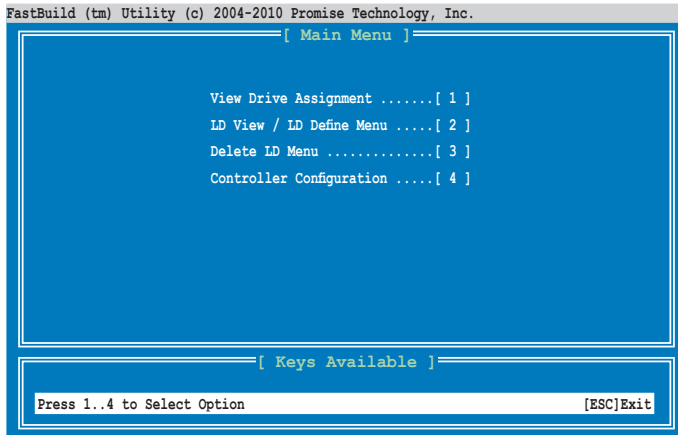 FastBuild (tm) Utility (c) 2004-2010 Promise Technology, Inc.
[ Main Menu ]
View Drive Assignment .......[ 1 ]
LD View / LD Define Menu .....[ 2 ]
Delete LD Menu ..............[ 3 ]
Controller Configuration .....[ 4 ]
[ Keys Available ]
Press 1..4 to Select Option [ESC]Exit